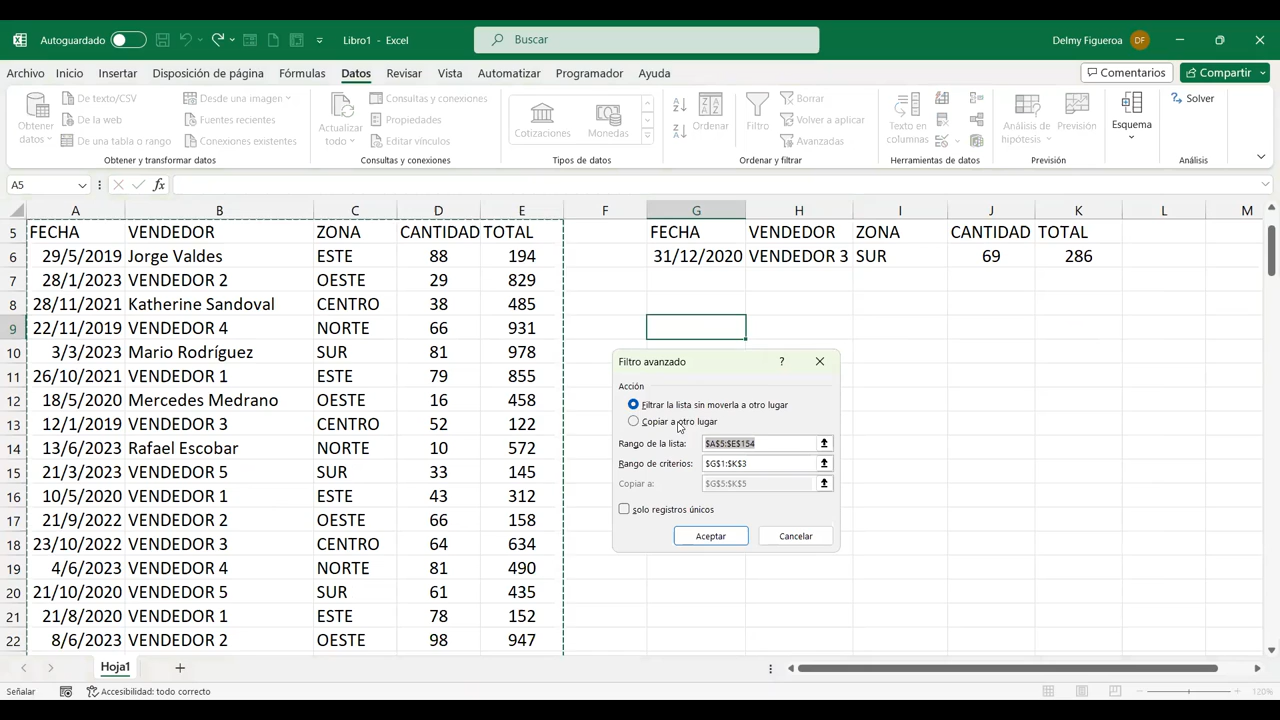 Autoguardado Libro1 - Excel Buscar Delmy Figueroa DF
Archivo Inicio Insertar Disposición de página Fórmulas Datos Revisar Vista Automatizar Programador Ayuda Comentarios Compartir
Obtener datos De texto/CSV De la web De una tabla o rango Desde una imagen Fuentes recientes Conexiones existentes
Actualizar todo Consultas y conexiones Propiedades Editar vínculos
Cotizaciones Monedas Ordenar Filtro Borrar Volver a aplicar Avanzadas
Texto en columnas Análisis de hipótesis Previsión Esquema Solver
Obtener y transformar datos Consultas y conexiones Tipos de datos Ordenar y filtrar Herramientas de datos Previsión Análisis
A5 fx
A B C D E F G H I J K L M
5 FECHA VENDEDOR ZONA CANTIDAD TOTAL FECHA VENDEDOR ZONA CANTIDAD TOTAL
6 29/5/2019 Jorge Valdes ESTE 88 194 31/12/2020 VENDEDOR 3 SUR 69 286
7 28/1/2023 VENDEDOR 2 OESTE 29 829
8 28/11/2021 Katherine Sandoval CENTRO 38 485
9 22/11/2019 VENDEDOR 4 NORTE 66 931
10 3/3/2023 Mario Rodríguez SUR 81 978
11 26/10/2021 VENDEDOR 1 ESTE 79 855
12 18/5/2020 Mercedes Medrano OESTE 16 458
13 12/1/2019 VENDEDOR 3 CENTRO 52 122
14 13/6/2023 Rafael Escobar NORTE 10 572
15 21/3/2023 VENDEDOR 5 SUR 33 145
16 10/5/2020 VENDEDOR 1 ESTE 43 312
17 21/9/2022 VENDEDOR 2 OESTE 66 158
18 23/10/2022 VENDEDOR 3 CENTRO 64 634
19 4/6/2023 VENDEDOR 4 NORTE 81 490
20 21/10/2020 VENDEDOR 5 SUR 61 435
21 21/8/2020 VENDEDOR 1 ESTE 78 152
22 8/6/2023 VENDEDOR 2 OESTE 98 947
Filtro avanzado ?
Acción
Filtrar la lista sin moverla a otro lugar
Copiar a otro lugar
Rango de la lista: $A$5:$E$154
Rango de criterios: $G$1:$K$3
Copiar a: $G$5:$K$5
Solo registros únicos
Aceptar Cancelar
Hoja1
Señalar Accesibilidad: todo correcto 120%